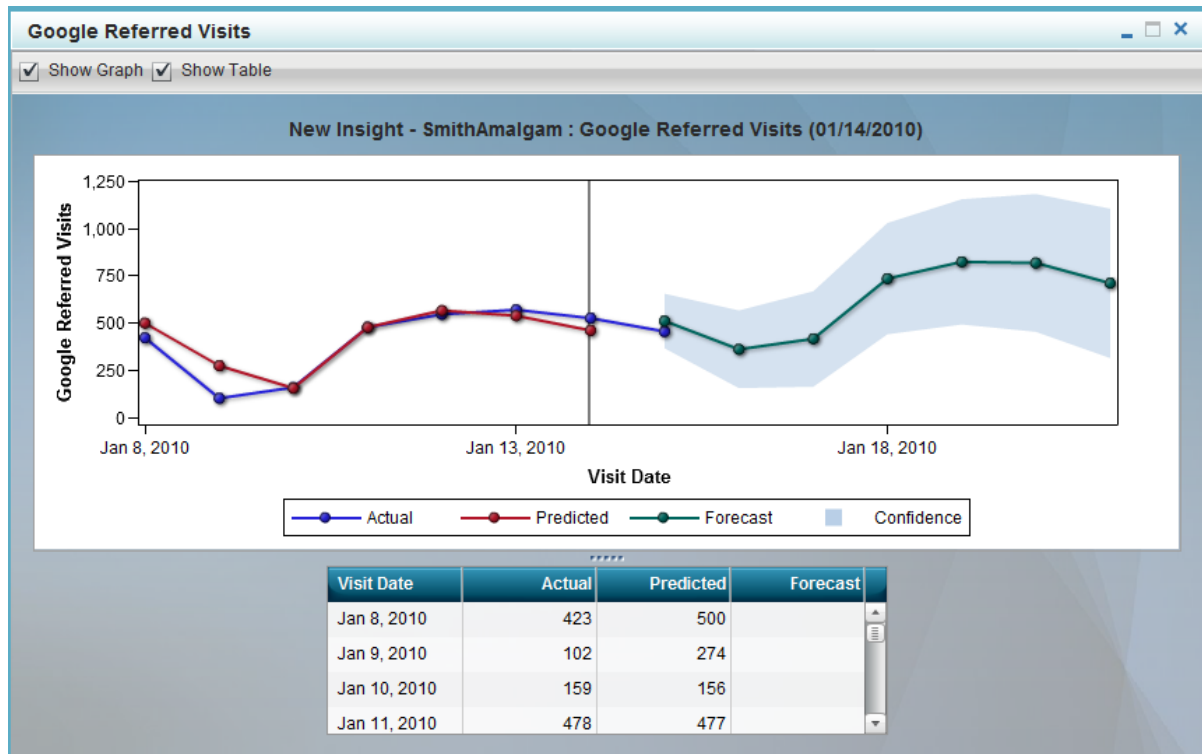 Google Referred Visits
Show Graph Show Table
New Insight - SmithAmalgam : Google Referred Visits (01/14/2010)
Google Referred Visits
1,250
1,000
750
500
250
0
Jan 8, 2010 Jan 13, 2010 Jan 18, 2010
Visit Date
Actual Predicted Forecast Confidence
Visit Date Actual Predicted Forecast
Jan 8, 2010 423 500
Jan 9, 2010 102 274
Jan 10, 2010 159 156
Jan 11, 2010 478 477